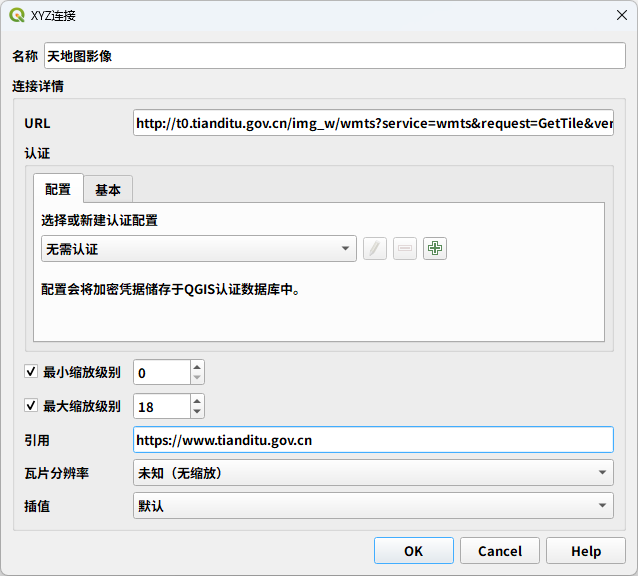 XYZ连接
名称 天地图影像
连接详情
URL http://t0.tianditu.gov.cn/img_w/wmts?service=wmts&request=GetTile&ver
认证
配置 基本
选择或新建认证配置
无需认证
配置会将加密凭据储存于QGIS认证数据库中。
最小缩放级别 0
最大缩放级别 18
引用 https://www.tianditu.gov.cn
瓦片分辨率 未知（无缩放）
插值 默认
OK Cancel Help